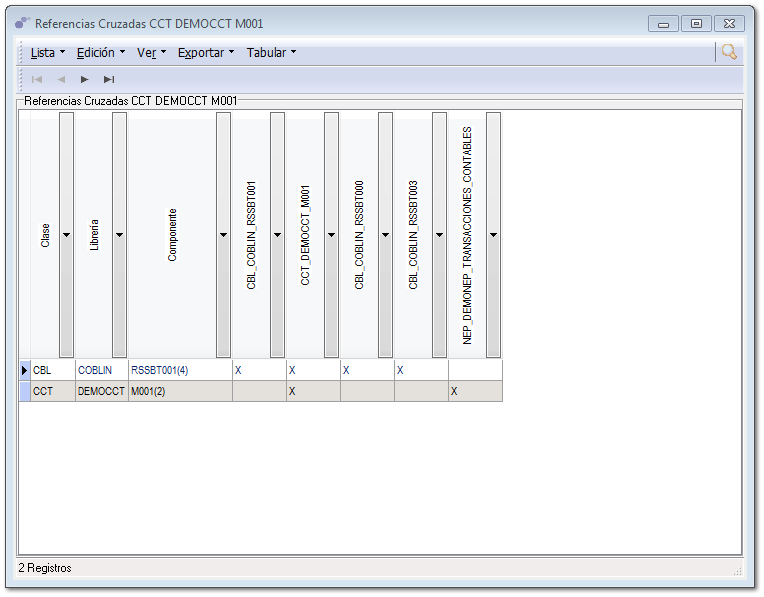 Referencias Cruzadas CCT DEMOCCT M001
Lista Edición Ver Exportar Tabular
Referencias Cruzadas CCT DEMOCCT M001
Clase
Librería
Componente
CBL_COBLIN_RSSBT001
CCT_DEMOCCT_M001
CBL_COBLIN_RSSBT000
CBL_COBLIN_RSSBT003
NEP_DEMONEP_TRANSACCIONES_CONTABLES
CBL COBLIN RSSBT001(4) X X X X
CCT DEMOCCT M001(2) X X
2 Registros